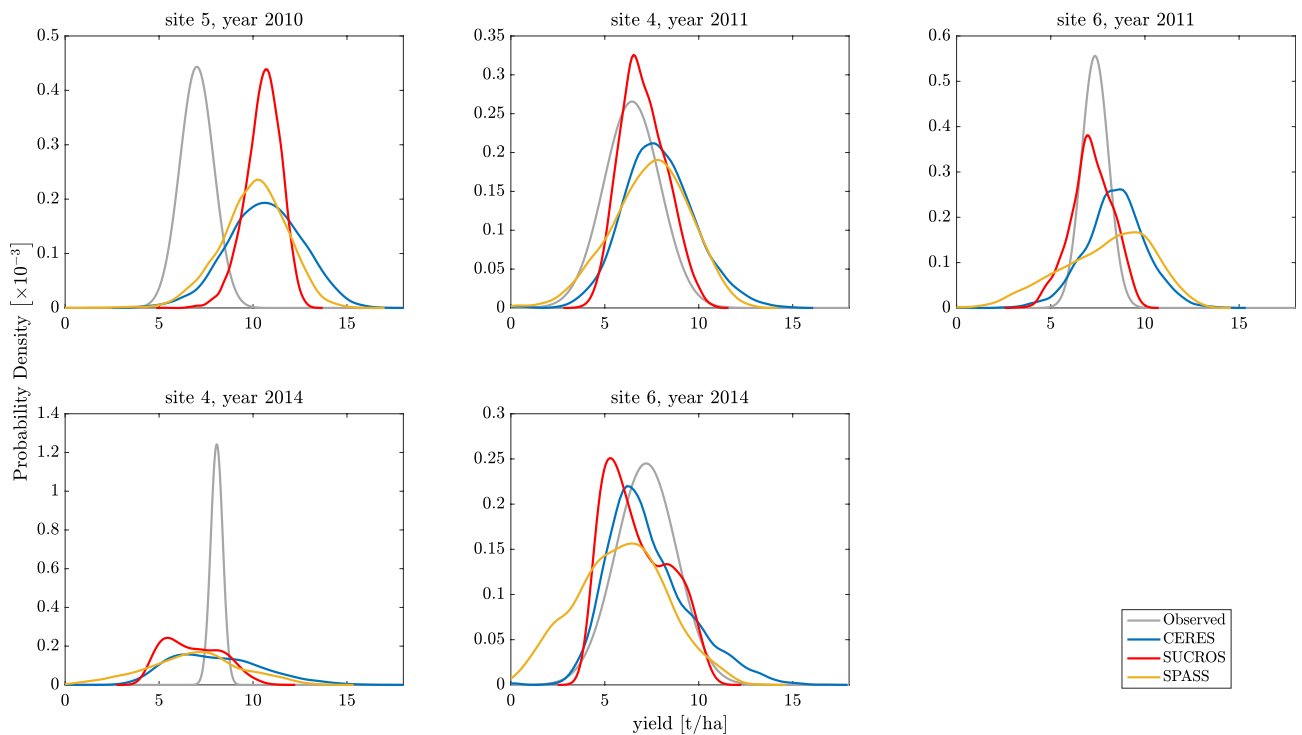 site 5, year 2010
0.5
0.4
0.3
0.2
0.1
0
0 5 10 15
site 4, year 2011
0.35
0.3
0.25
0.2
0.15
0.1
0.05
0
0 5 10 15
site 6, year 2011
0.6
0.5
0.4
0.3
0.2
0.1
0
0 5 10 15
Probability Density [×10⁻³]
site 4, year 2014
1.4
1.2
1
0.8
0.6
0.4
0.2
0
0 5 10 15
site 6, year 2014
0.3
0.25
0.2
0.15
0.1
0.05
0
0 5 10 15
yield [t/ha]
Observed
CERES
SUCROS
SPASS